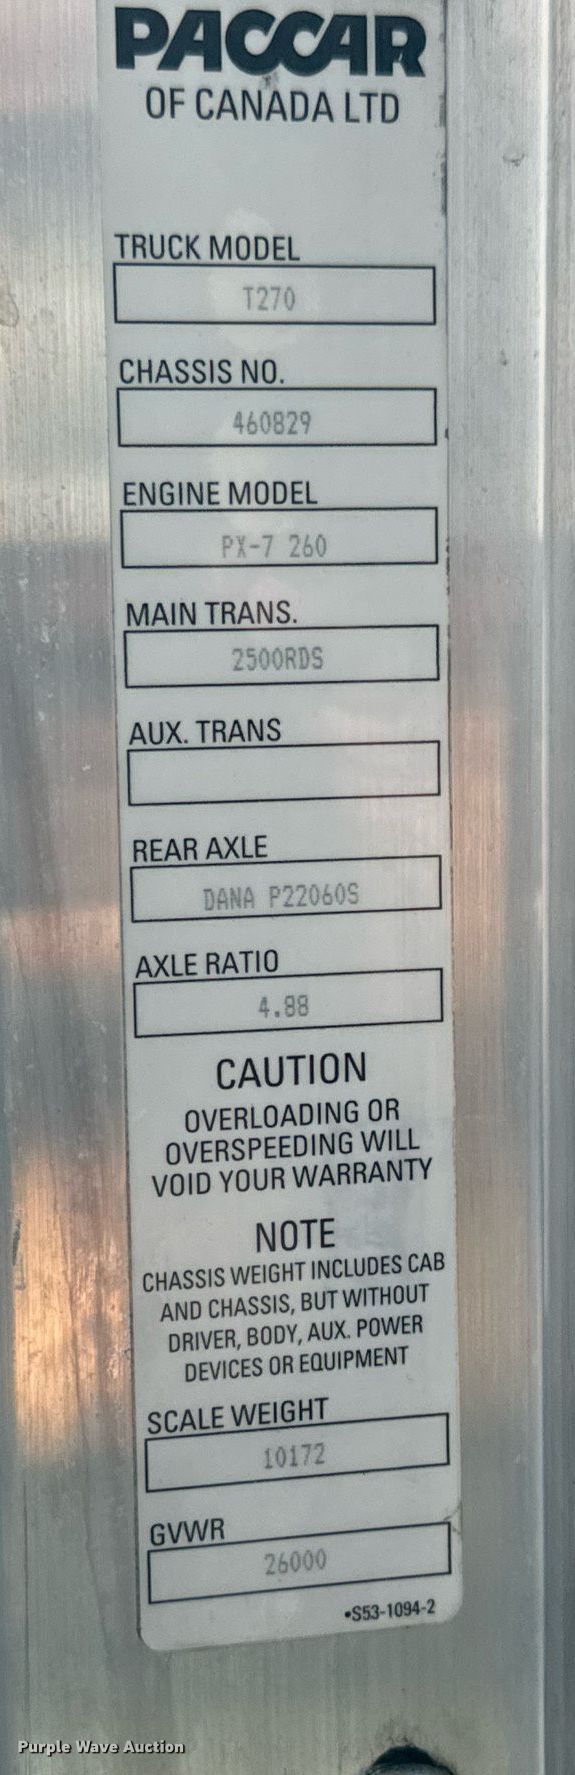 PACCAR
OF CANADA LTD
TRUCK MODEL
T270
CHASSIS NO.
460829
ENGINE MODEL
PX-7 260
MAIN TRANS.
2500RDS
AUX. TRANS
REAR AXLE
DANA P22060S
AXLE RATIO
4.88
CAUTION
OVERLOADING OR
OVERSPEEDING WILL
VOID YOUR WARRANTY
NOTE
CHASSIS WEIGHT INCLUDES CAB
AND CHASSIS, BUT WITHOUT
DRIVER, BODY, AUX. POWER
DEVICES OR EQUIPMENT
SCALE WEIGHT
10172
GVWR
26000
•S53-1094-2
Purple Wave Auction